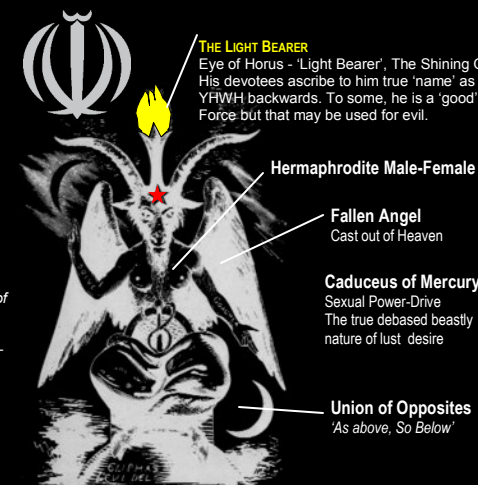 THE LIGHT BEARER
Eye of Horus - 'Light Bearer', The Shining
His devotees ascribe to him true 'name' as
YHWH backwards. To some, he is a 'good'
Force but that may be used for evil.
Hermaphrodite Male-Female
Fallen Angel
Cast out of Heaven
Caduceus of Mercury
Sexual Power-Drive
The true debased beastly
nature of lust desire
of
-
Union of Opposites
'As above, So Below'
ELIPHAS